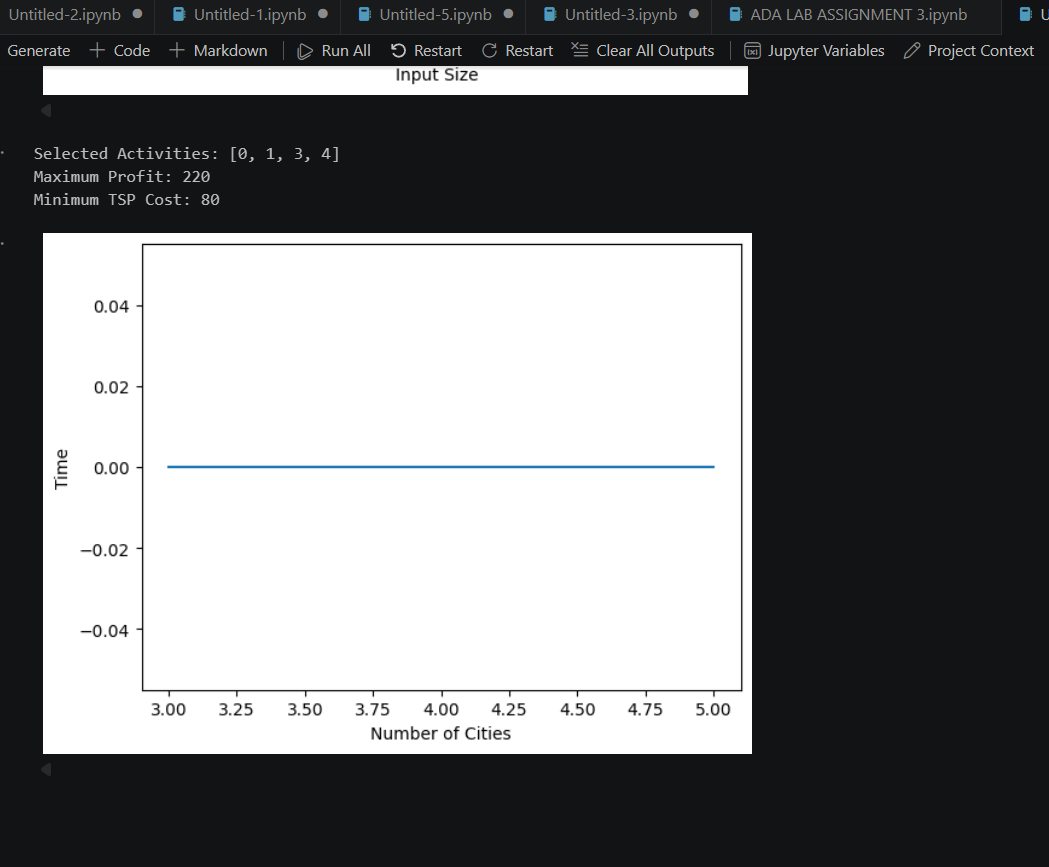 Untitled-2.ipynb Untitled-1.ipynb Untitled-5.ipynb Untitled-3.ipynb ADA LAB ASSIGNMENT 3.ipynb U
Generate + Code + Markdown Run All Restart Restart Clear All Outputs Jupyter Variables Project Context
Input Size
Selected Activities: [0, 1, 3, 4]
Maximum Profit: 220
Minimum TSP Cost: 80
0.04
0.02
0.00
−0.02
−0.04
Time
3.00 3.25 3.50 3.75 4.00 4.25 4.50 4.75 5.00
Number of Cities